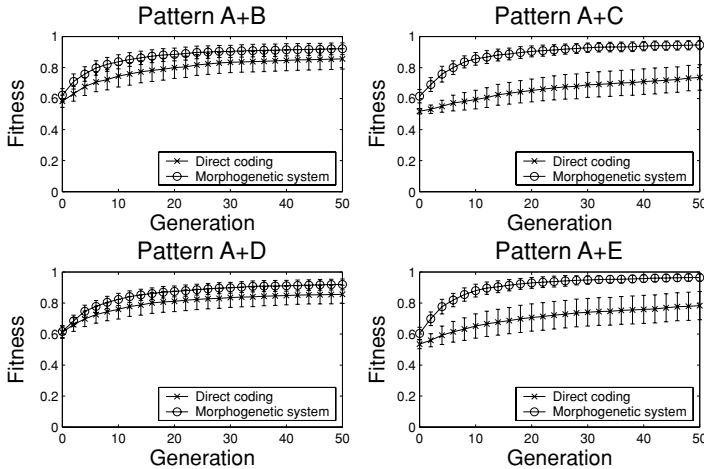 Pattern A+B
Fitness
1
0.8
0.6
0.4
0.2
0
0 10 20 30 40 50
Direct coding
Morphogenetic system
Generation
Pattern A+C
Fitness
1
0.8
0.6
0.4
0.2
0
0 10 20 30 40 50
Direct coding
Morphogenetic system
Generation
Pattern A+D
Fitness
1
0.8
0.6
0.4
0.2
0
0 10 20 30 40 50
Direct coding
Morphogenetic system
Generation
Pattern A+E
Fitness
1
0.8
0.6
0.4
0.2
0
0 10 20 30 40 50
Direct coding
Morphogenetic system
Generation